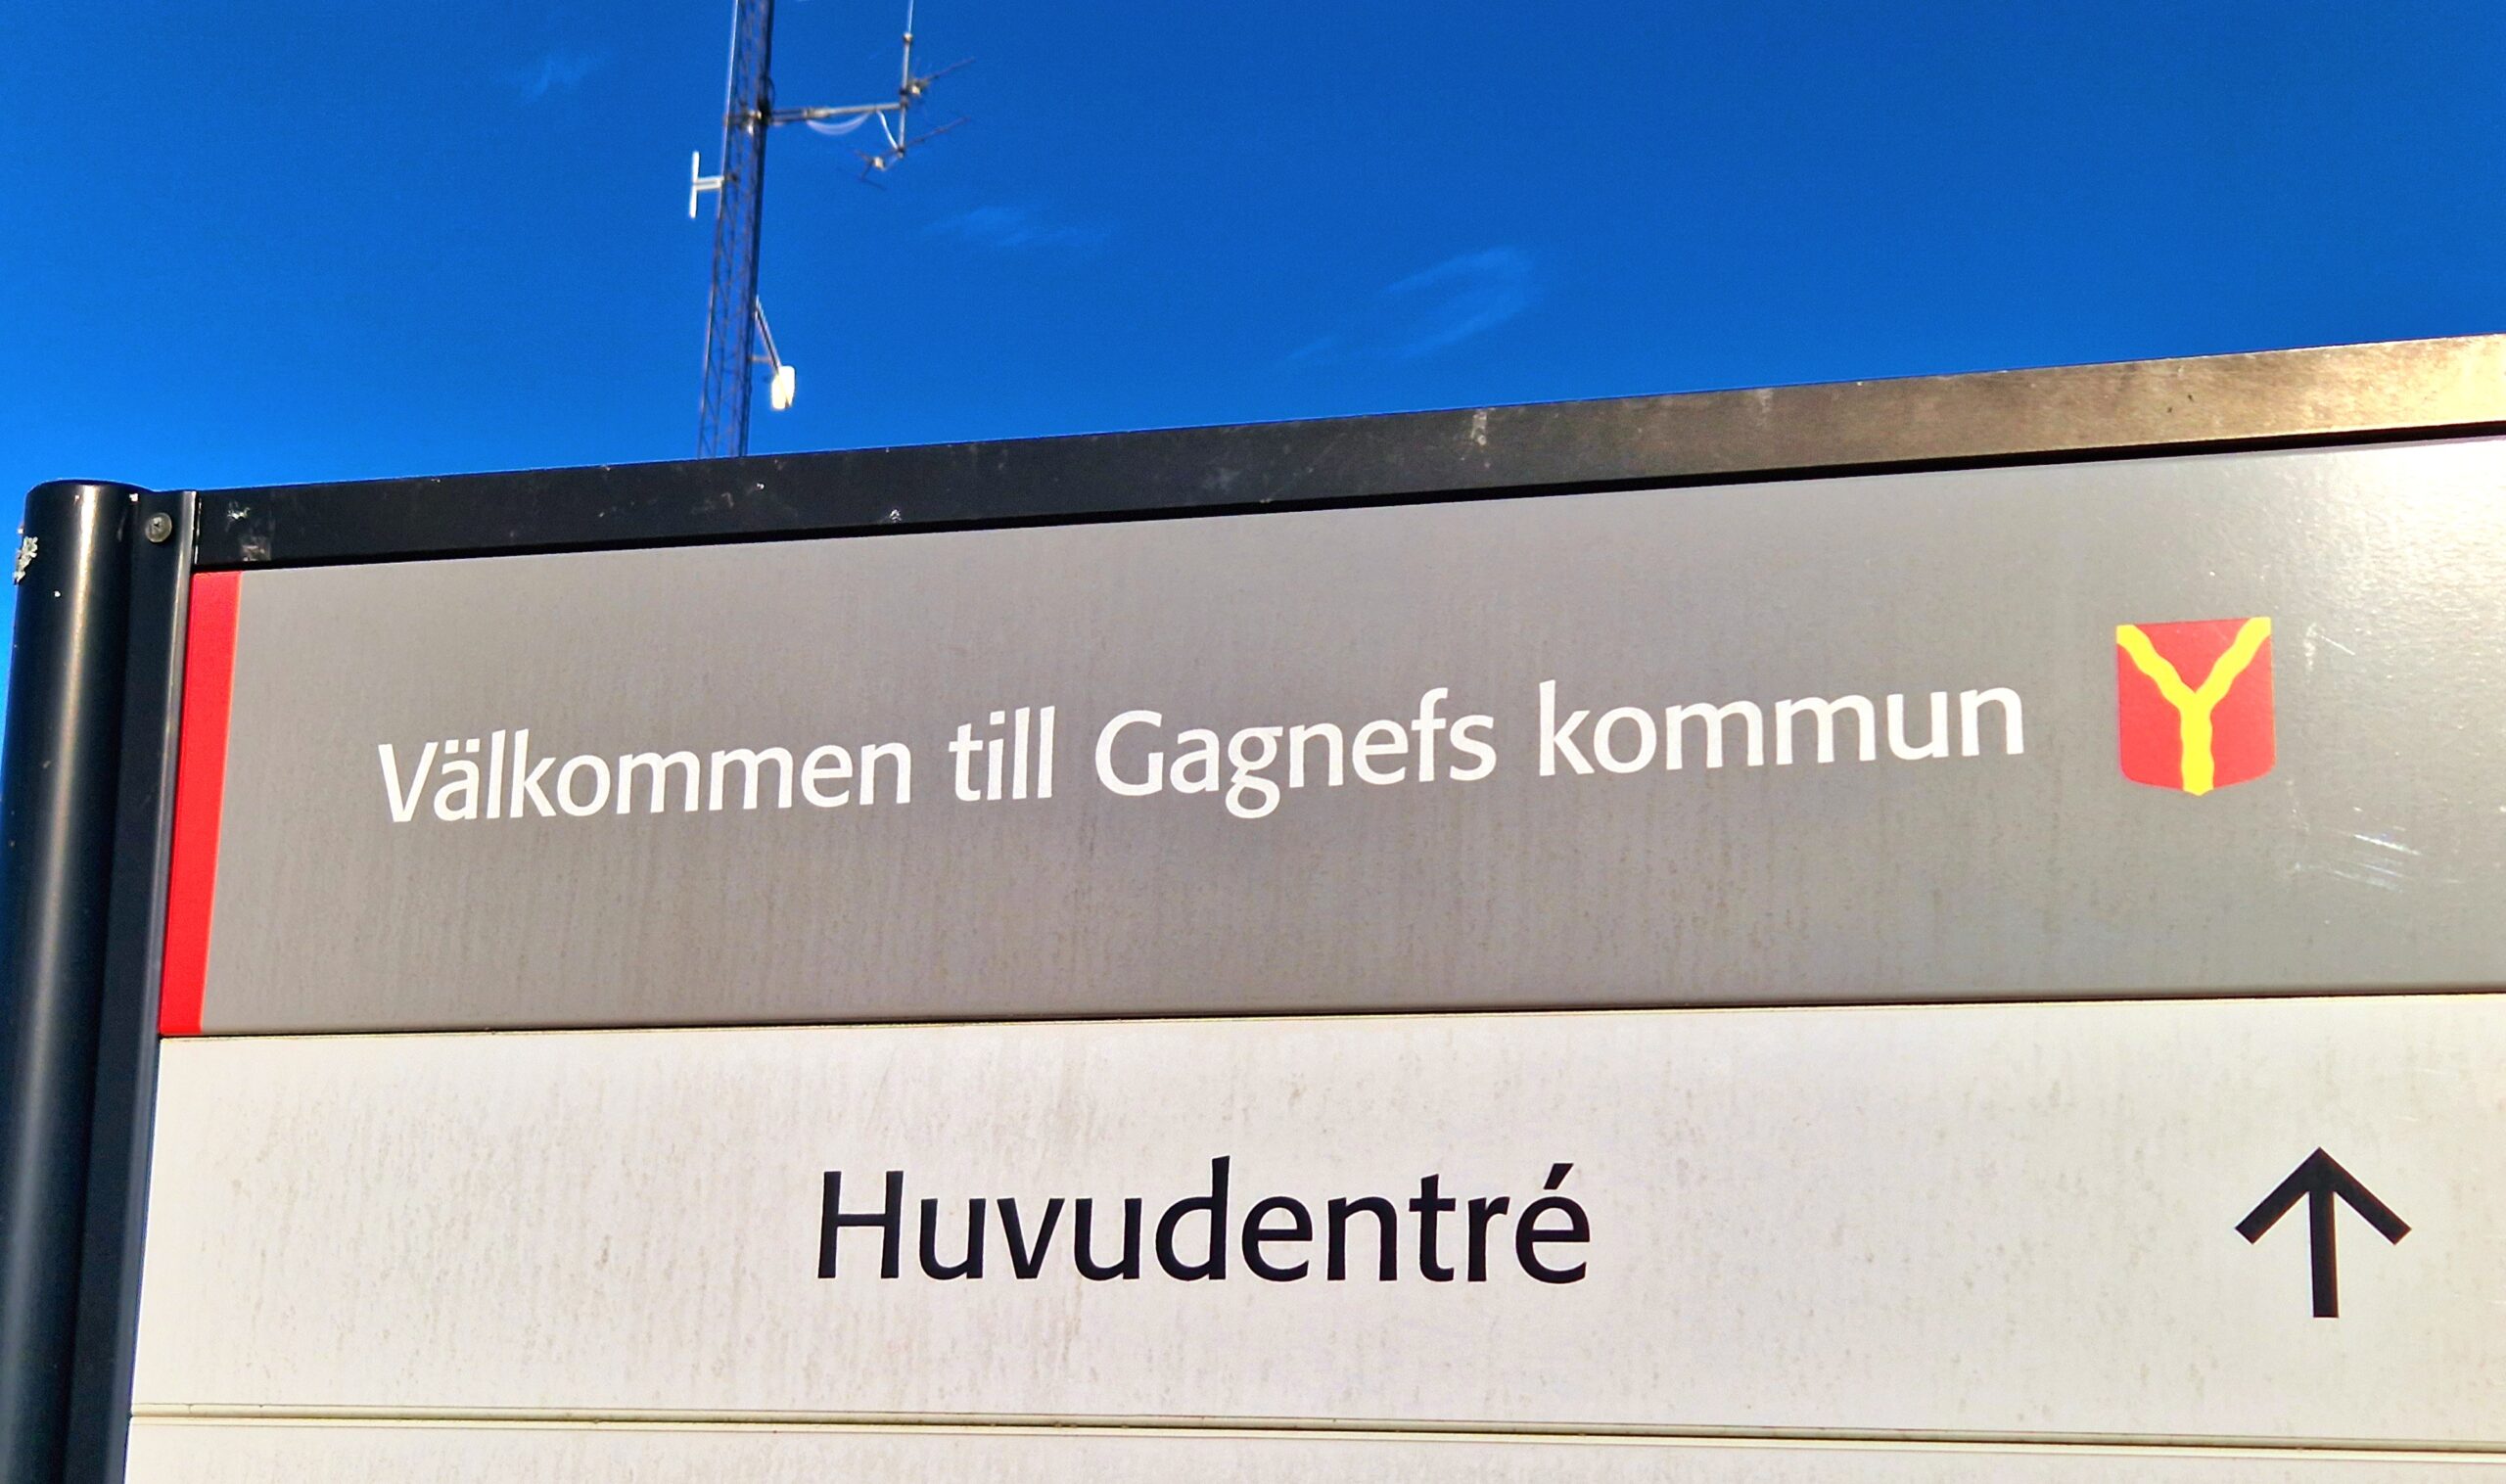 Välkommen till Gagnefs kommun
Huvudentré